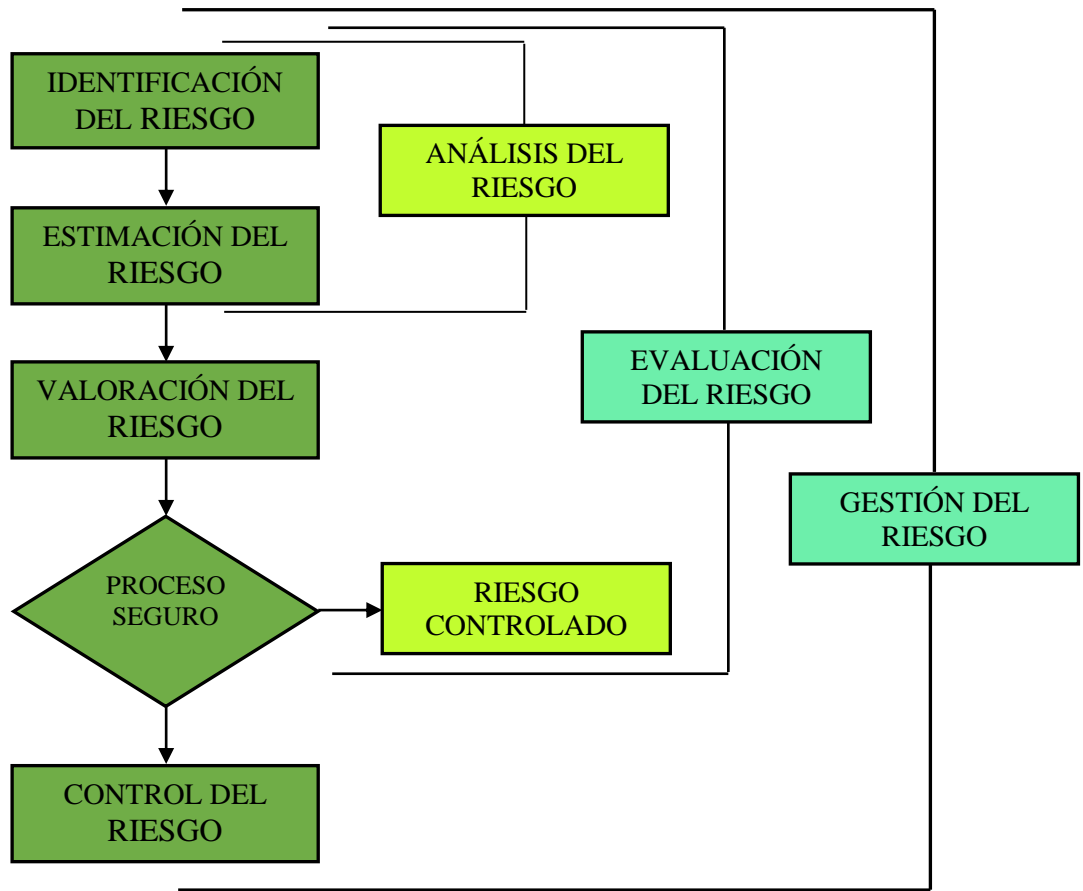 IDENTIFICACIÓN
DEL RIESGO
ANÁLISIS DEL
RIESGO
ESTIMACIÓN DEL
RIESGO
VALORACIÓN DEL
RIESGO
EVALUACIÓN
DEL RIESGO
GESTIÓN DEL
RIESGO
PROCESO
SEGURO
RIESGO
CONTROLADO
CONTROL DEL
RIESGO